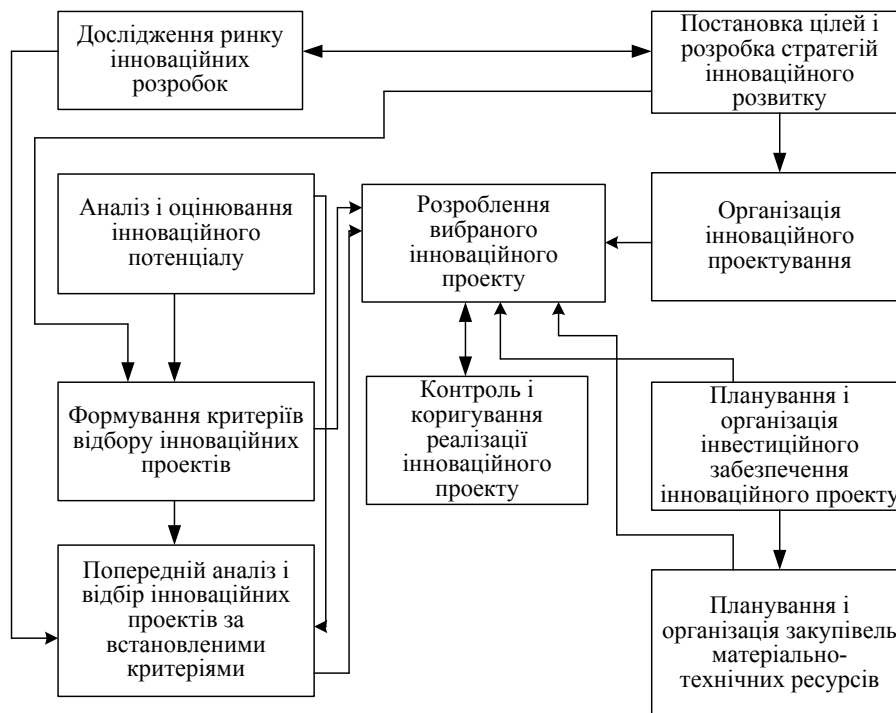 Дослідження ринку
інноваційних
розробок
Постановка цілей і
розробка стратегій
інноваційного
розвитку
Аналіз і оцінювання
інноваційного
потенціалу
Розроблення
вибраного
інноваційного
проекту
Організація
інноваційного
проектування
Формування критеріїв
відбору інноваційних
проектів
Контроль і
коригування
реалізації
інноваційного
проекту
Планування і
організація
інвестиційного
забезпечення
інноваційного проекту
Попередній аналіз і
відбір інноваційних
проектів за
встановленими
критеріями
Планування і
організація закупівель
матеріально-
технічних ресурсів